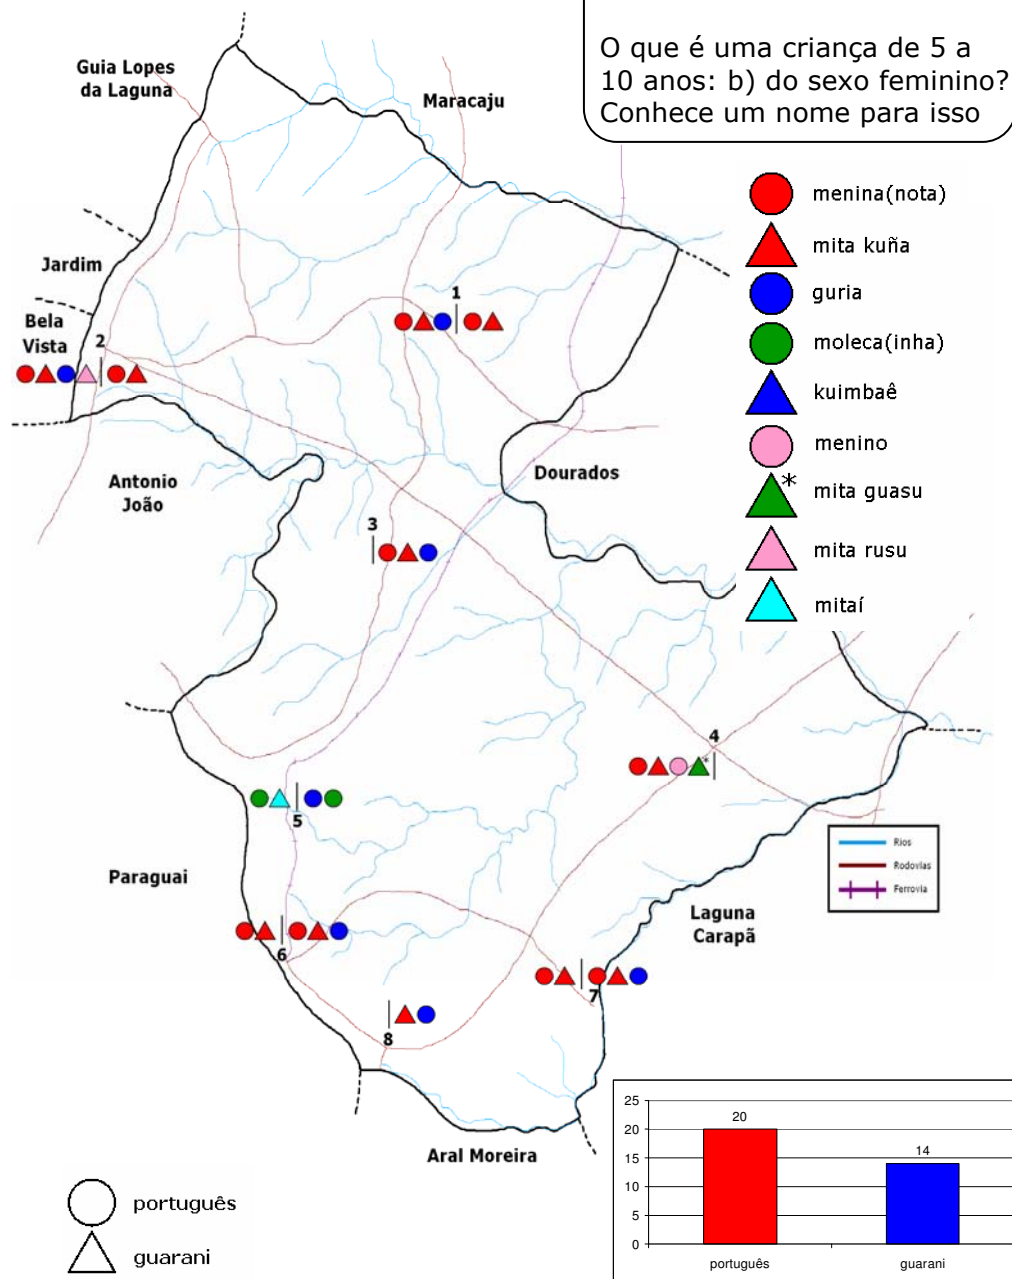 O que é uma criança de 5 a
10 anos: b) do sexo feminino?
Conhece um nome para isso
Guia Lopes
da Laguna
Maracaju
menina(nota)
mita kuña
guria
moleca(inha)
kuimbaê
menino
* mita guasu
mita rusu
mitaí
Jardim
Bela
Vista
1
2
Antonio
João
Dourados
3
4
*
5
Paraguai
Rios
Rodovias
Ferrovia
Laguna
Carapã
6
7
8
Aral Moreira
português
guarani
25
20
15
10
5
0
20
14
português
guarani